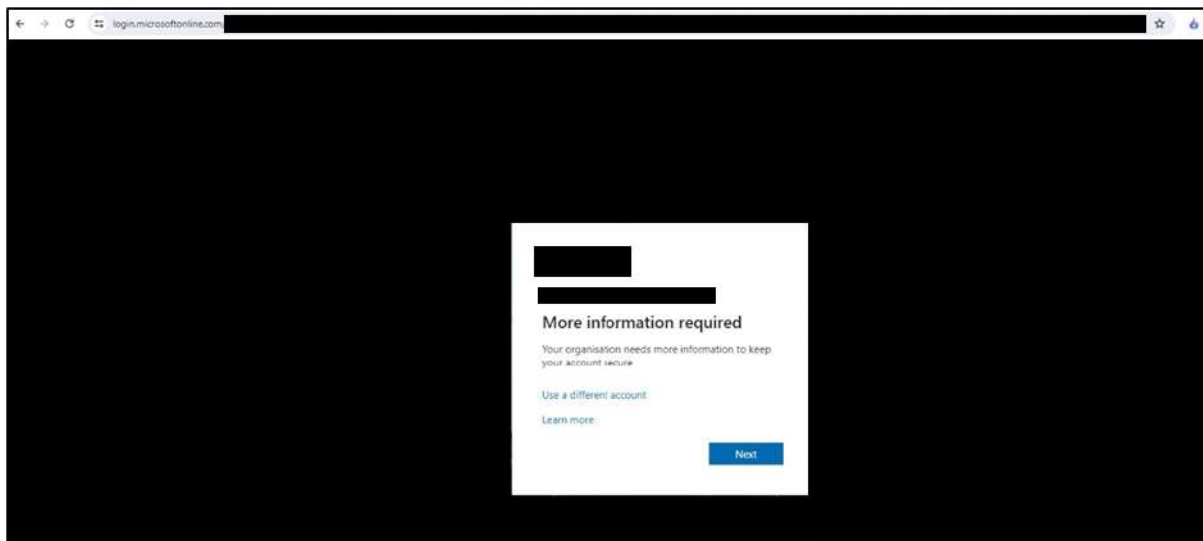 login.microsoftonline.com
More information required
Your organisation needs more information to keep
your account secure
Use a different account
Learn more
Next